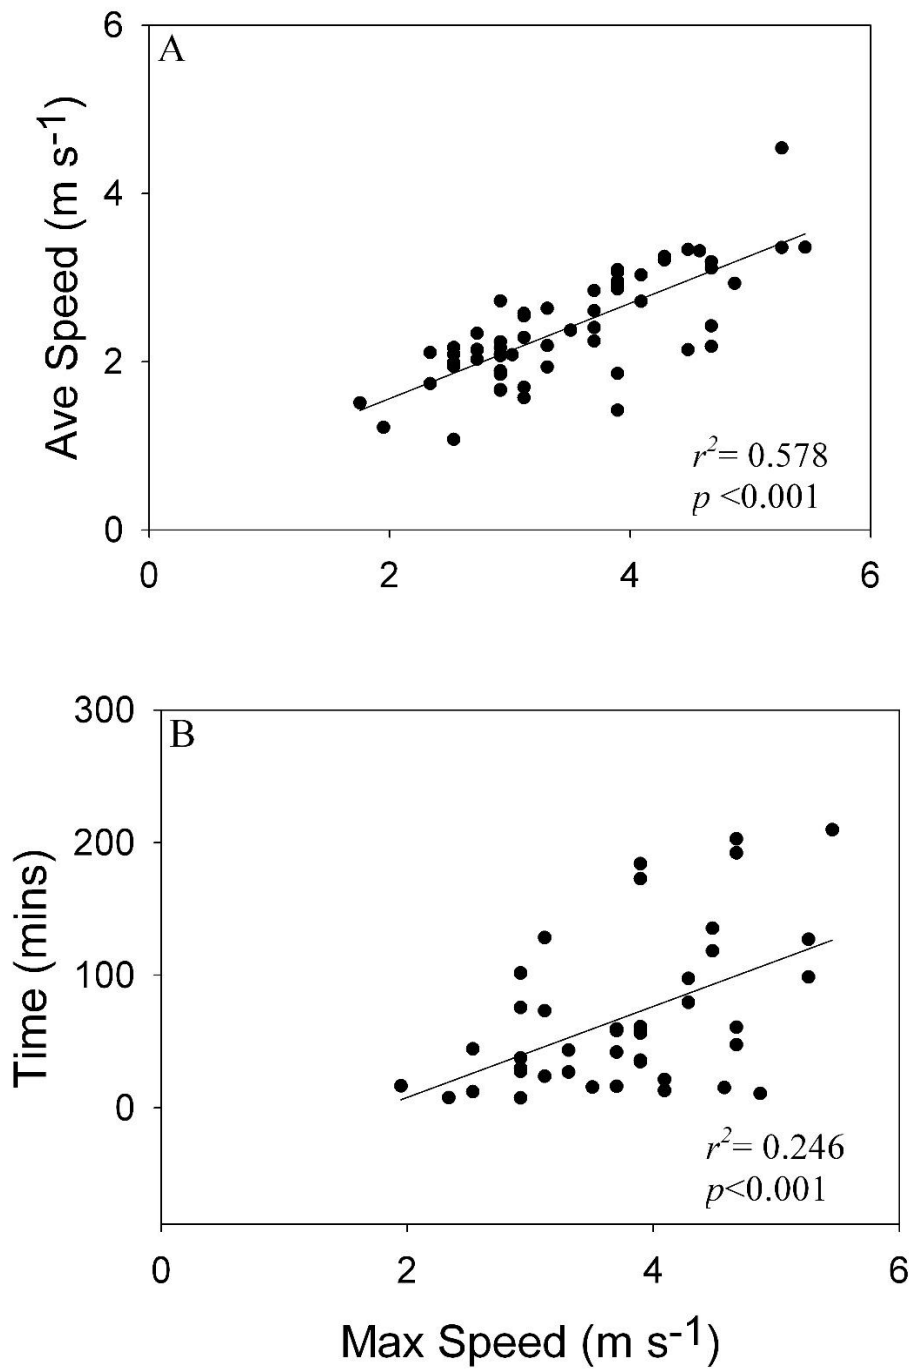 A
6
4
2
0
Ave Speed (m s-1)
r2= 0.578
p <0.001
0 2 4 6
B
300
200
100
0
Time (mins)
r2= 0.246
p<0.001
0 2 4 6
Max Speed (m s-1)